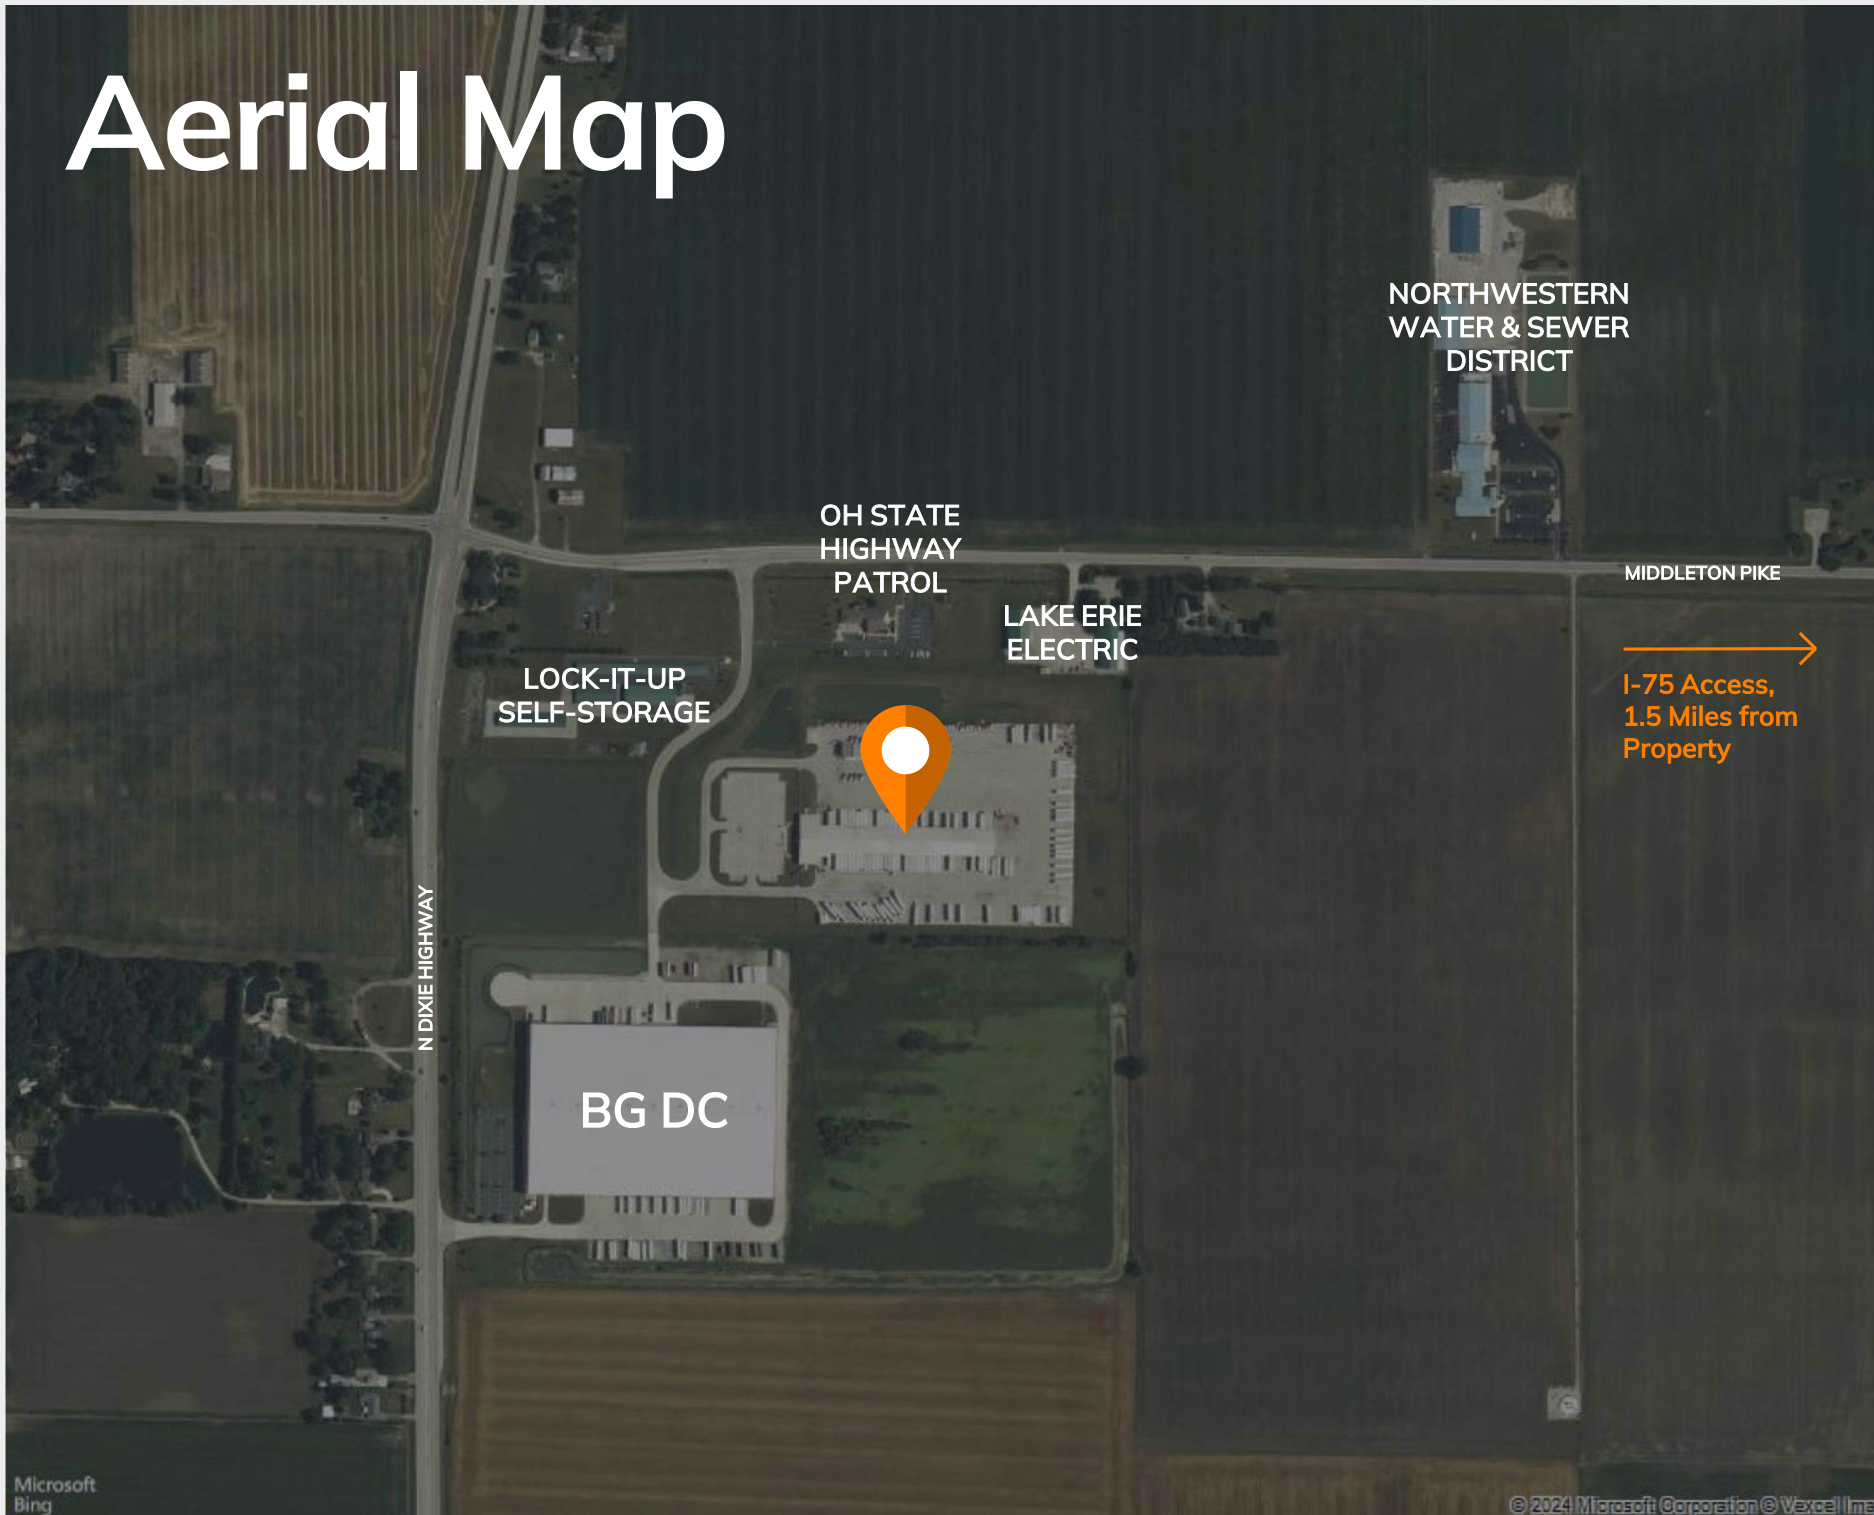 Aerial Map
NORTHWESTERN
WATER & SEWER
DISTRICT
OH STATE
HIGHWAY
PATROL
MIDDLETON PIKE
LAKE ERIE
ELECTRIC
LOCK-IT-UP
SELF-STORAGE
I-75 Access,
1.5 Miles from
Property
N DIXIE HIGHWAY
BG DC
Microsoft
Bing
© 2024 Microsoft Corporation © Vexcel Ima